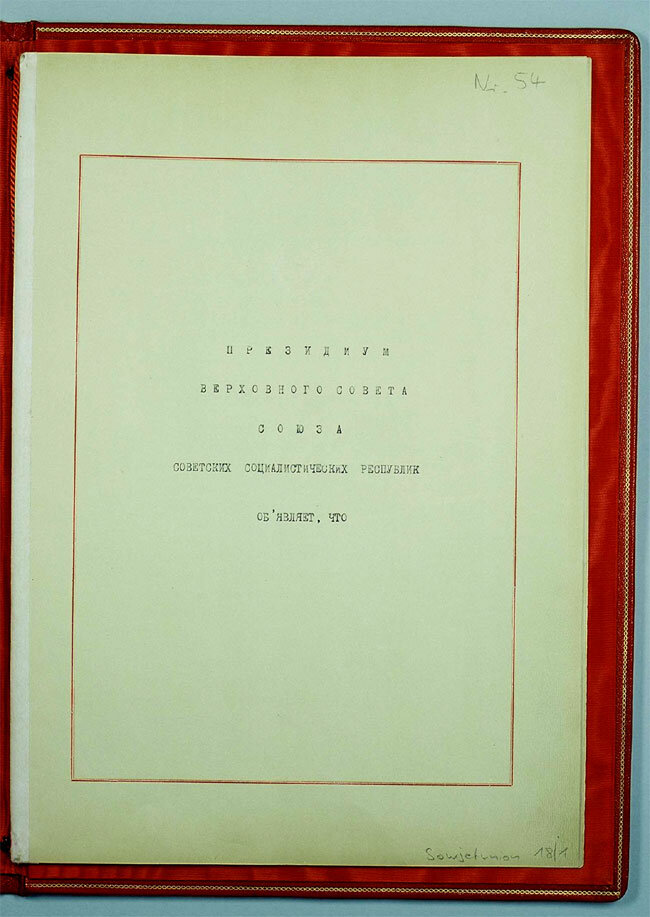 Nr. 54
ПРЕЗИДИУМ
ВЕРХОВНОГО СОВЕТА
СОЮЗА
СОВЕТСКИХ СОЦИАЛИСТИЧЕСКИХ РЕСПУБЛИК
ОБ'ЯВЛЯЕТ, ЧТО
Sowjetunion 18/1